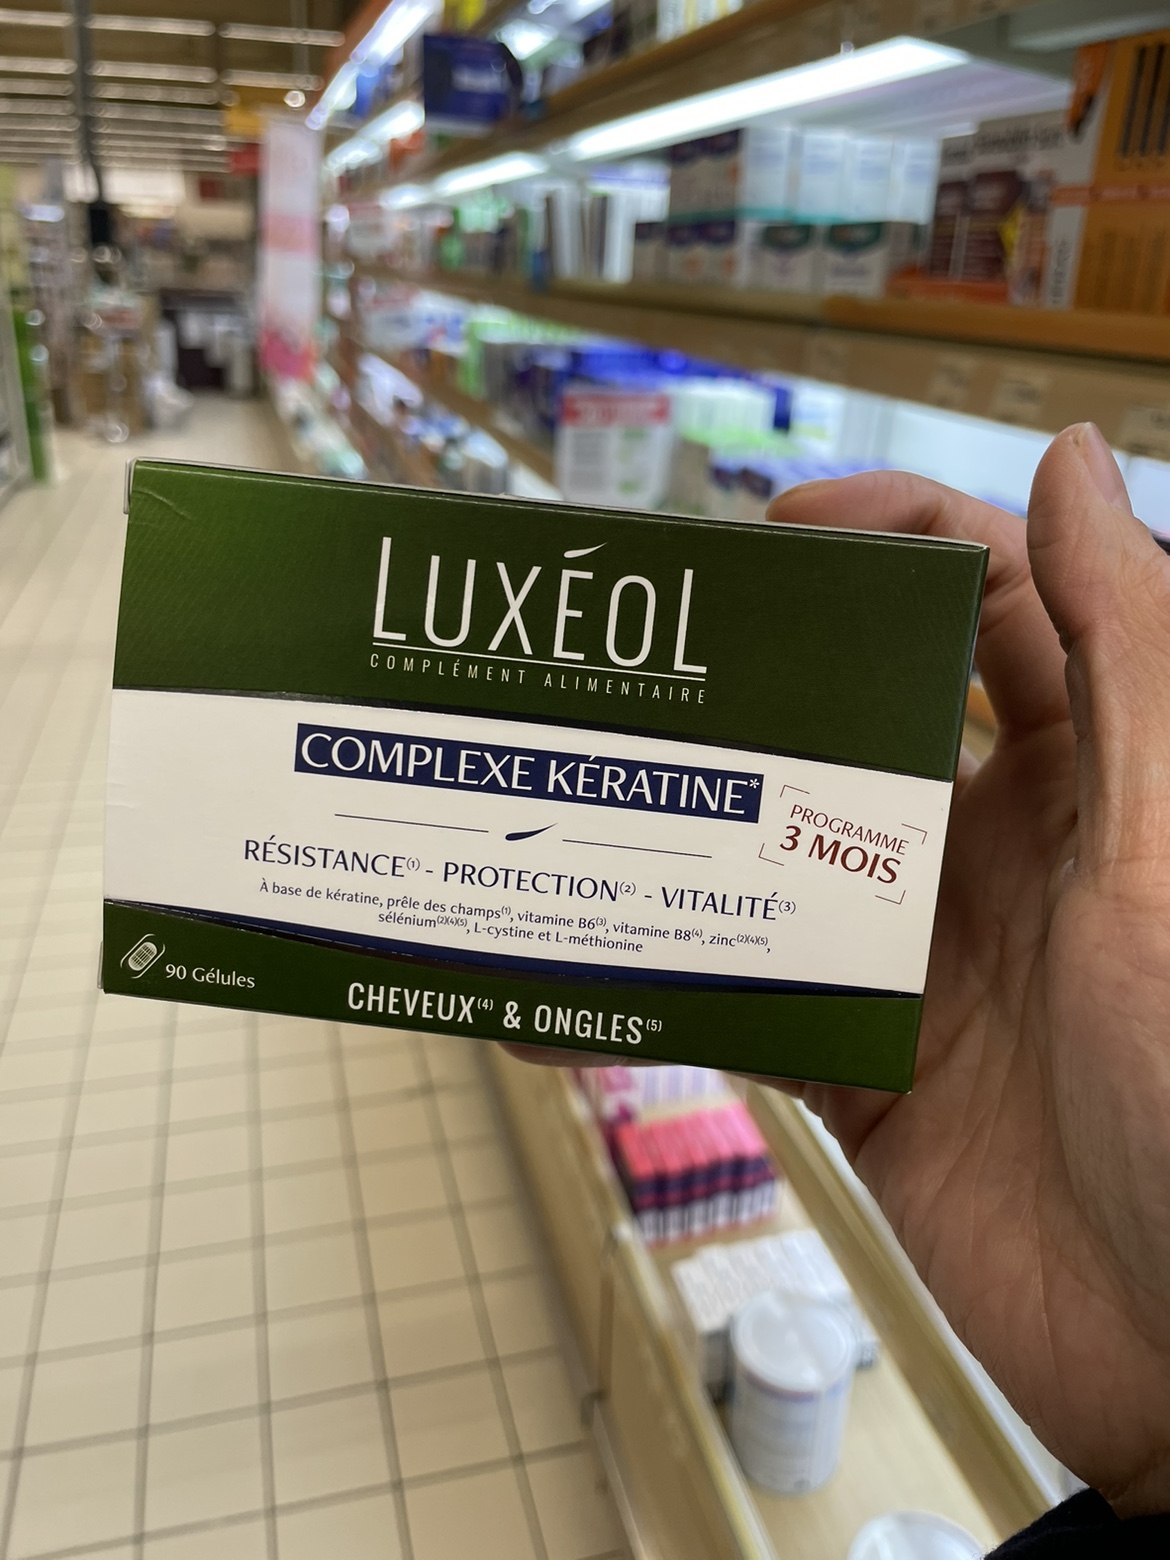 LUXÉOL
COMPLÉMENT ALIMENTAIRE
COMPLEXE KÉRATINE*
PROGRAMME
3 MOIS
RÉSISTANCE(1) - PROTECTION(2) - VITALITÉ(3)
À base de kératine, prêle des champs(1), vitamine B6(3), vitamine B8(4), zinc(2)(4)(5),
sélénium(2)(4)(5), L-cystine et L-méthionine
90 Gélules
CHEVEUX(4) & ONGLES(5)